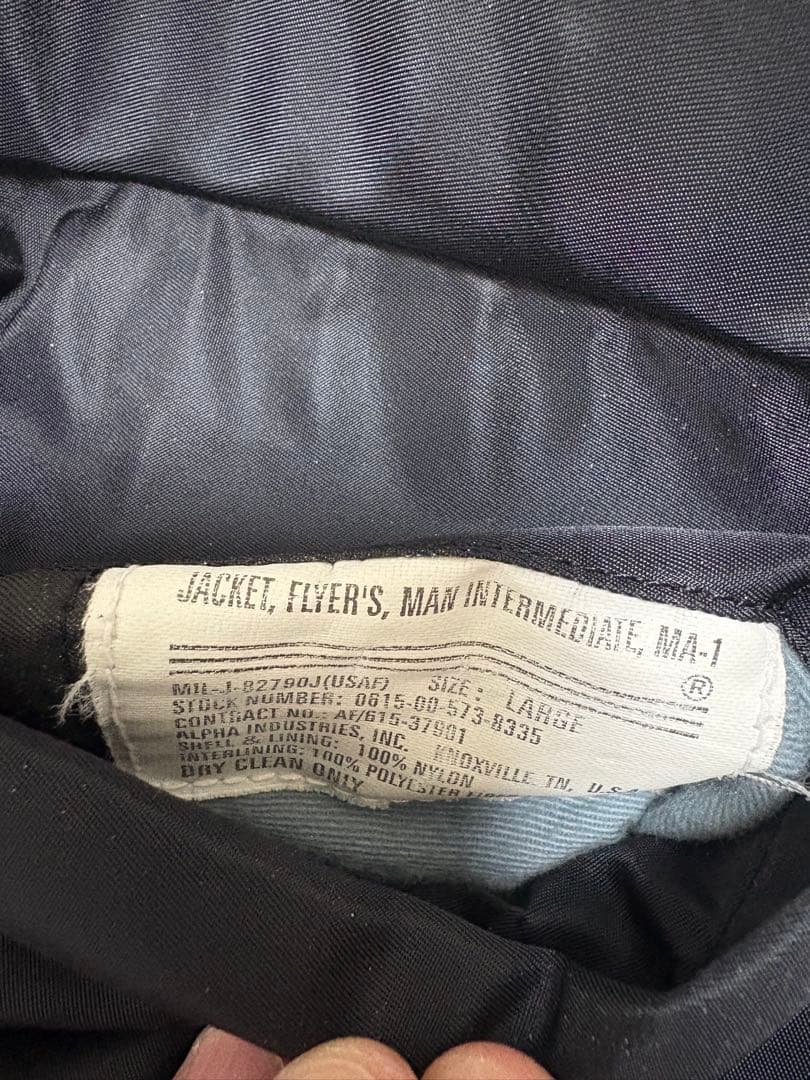 JACKET, FLYER'S, MAN INTERMEDIATE, MA-1
®
MIL-J-82790J(USAF) SIZE: LARGE
STOCK NUMBER: 0615-00-573-8335
CONTRACT NO.: AF/615-37901
ALPHA INDUSTRIES, INC. KNOXVILLE, TN, U.S.A
SHELL & LINING: 100% NYLON
INTERLINING: 100% POLYESTER
DRY CLEAN ONLY